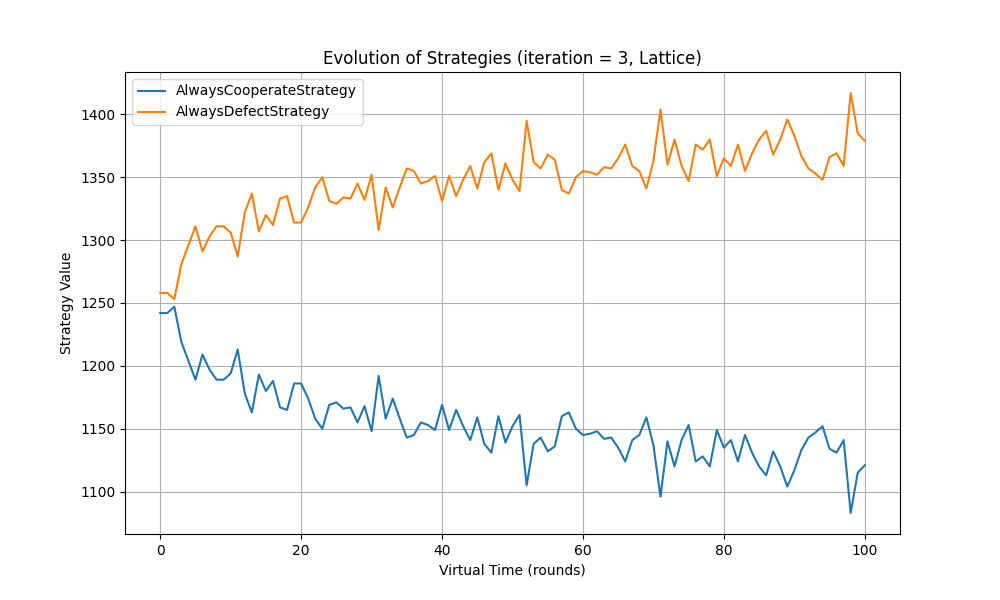 Evolution of Strategies (iteration = 3, Lattice)
AlwaysCooperateStrategy
AlwaysDefectStrategy
Strategy Value
1400
1350
1300
1250
1200
1150
1100
0 20 40 60 80 100
Virtual Time (rounds)